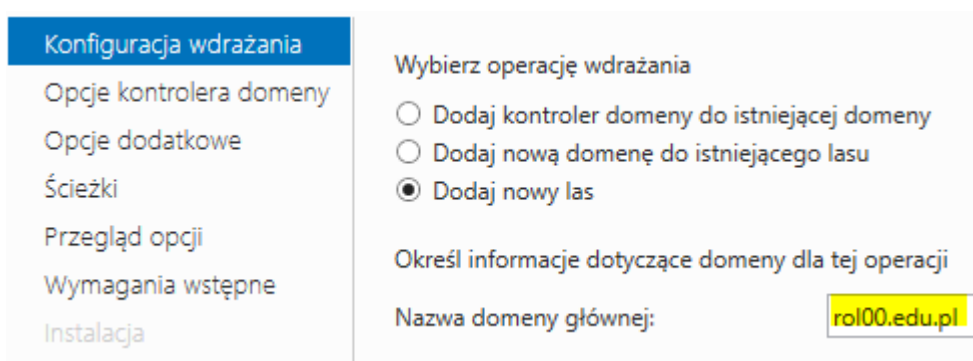 Konfiguracja wdrażania
Opcje kontrolera domeny
Opcje dodatkowe
Ścieżki
Przegląd opcji
Wymagania wstępne
Instalacja
Wybierz operację wdrażania
Dodaj kontroler domeny do istniejącej domeny
Dodaj nową domenę do istniejącego lasu
Dodaj nowy las
Określ informacje dotyczące domeny dla tej operacji
Nazwa domeny głównej: rol00.edu.pl